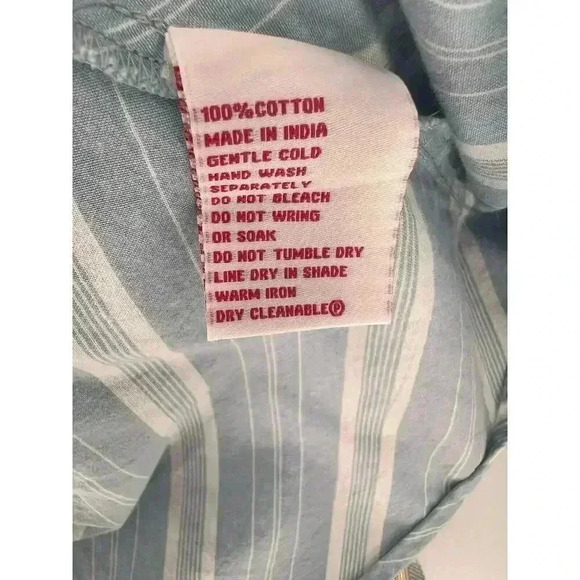 100% COTTON
MADE IN INDIA
GENTLE COLD
HAND WASH
SEPARATELY
DO NOT BLEACH
DO NOT WRING
OR SOAK
DO NOT TUMBLE DRY
LINE DRY IN SHADE
WARM IRON
DRY CLEANABLE Ⓟ